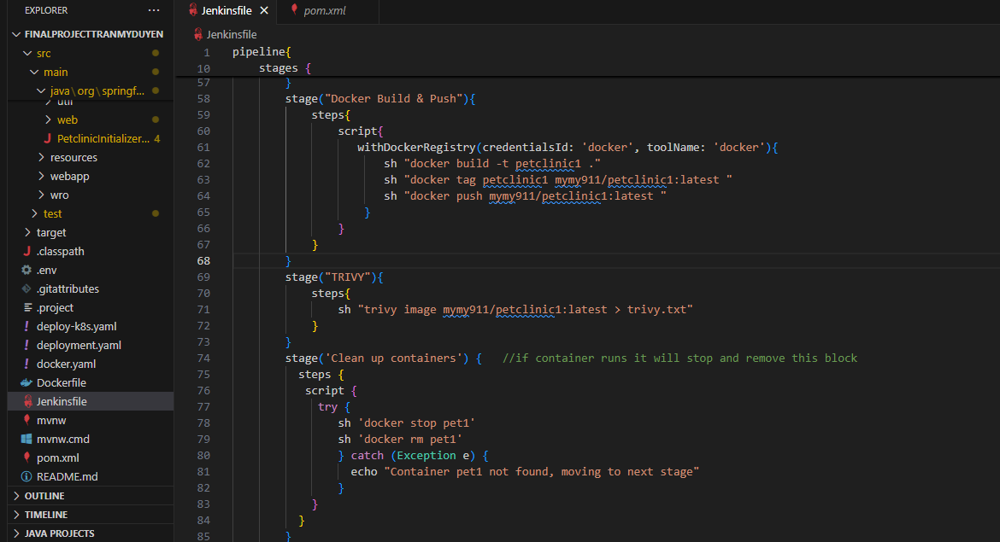 EXPLORER
FINALPROJECTTRANMYDUYEN
src
main
java\org\springf...
util
web
PetclinicInitializer... 4
resources
webapp
wro
test
target
.classpath
.env
.gitattributes
.project
deploy-k8s.yaml
deployment.yaml
docker.yaml
Dockerfile
Jenkinsfile
mvnw
mvnw.cmd
pom.xml
README.md
OUTLINE
TIMELINE
JAVA PROJECTS
Jenkinsfile
pom.xml
Jenkinsfile
1 pipeline{
10 stages {
57 }
58 stage("Docker Build & Push"){
59 steps{
60 script{
61 withDockerRegistry(credentialsId: 'docker', toolName: 'docker'){
62 sh "docker build -t petclinic1 ."
63 sh "docker tag petclinic1 mymy911/petclinic1:latest "
64 sh "docker push mymy911/petclinic1:latest "
65 }
66 }
67 }
68 }
69 stage("TRIVY"){
70 steps{
71 sh "trivy image mymy911/petclinic1:latest > trivy.txt"
72 }
73 }
74 stage('Clean up containers') { //if container runs it will stop and remove this block
75 steps {
76 script {
77 try {
78 sh 'docker stop pet1'
79 sh 'docker rm pet1'
80 } catch (Exception e) {
81 echo "Container pet1 not found, moving to next stage"
82 }
83 }
84 }
85 }